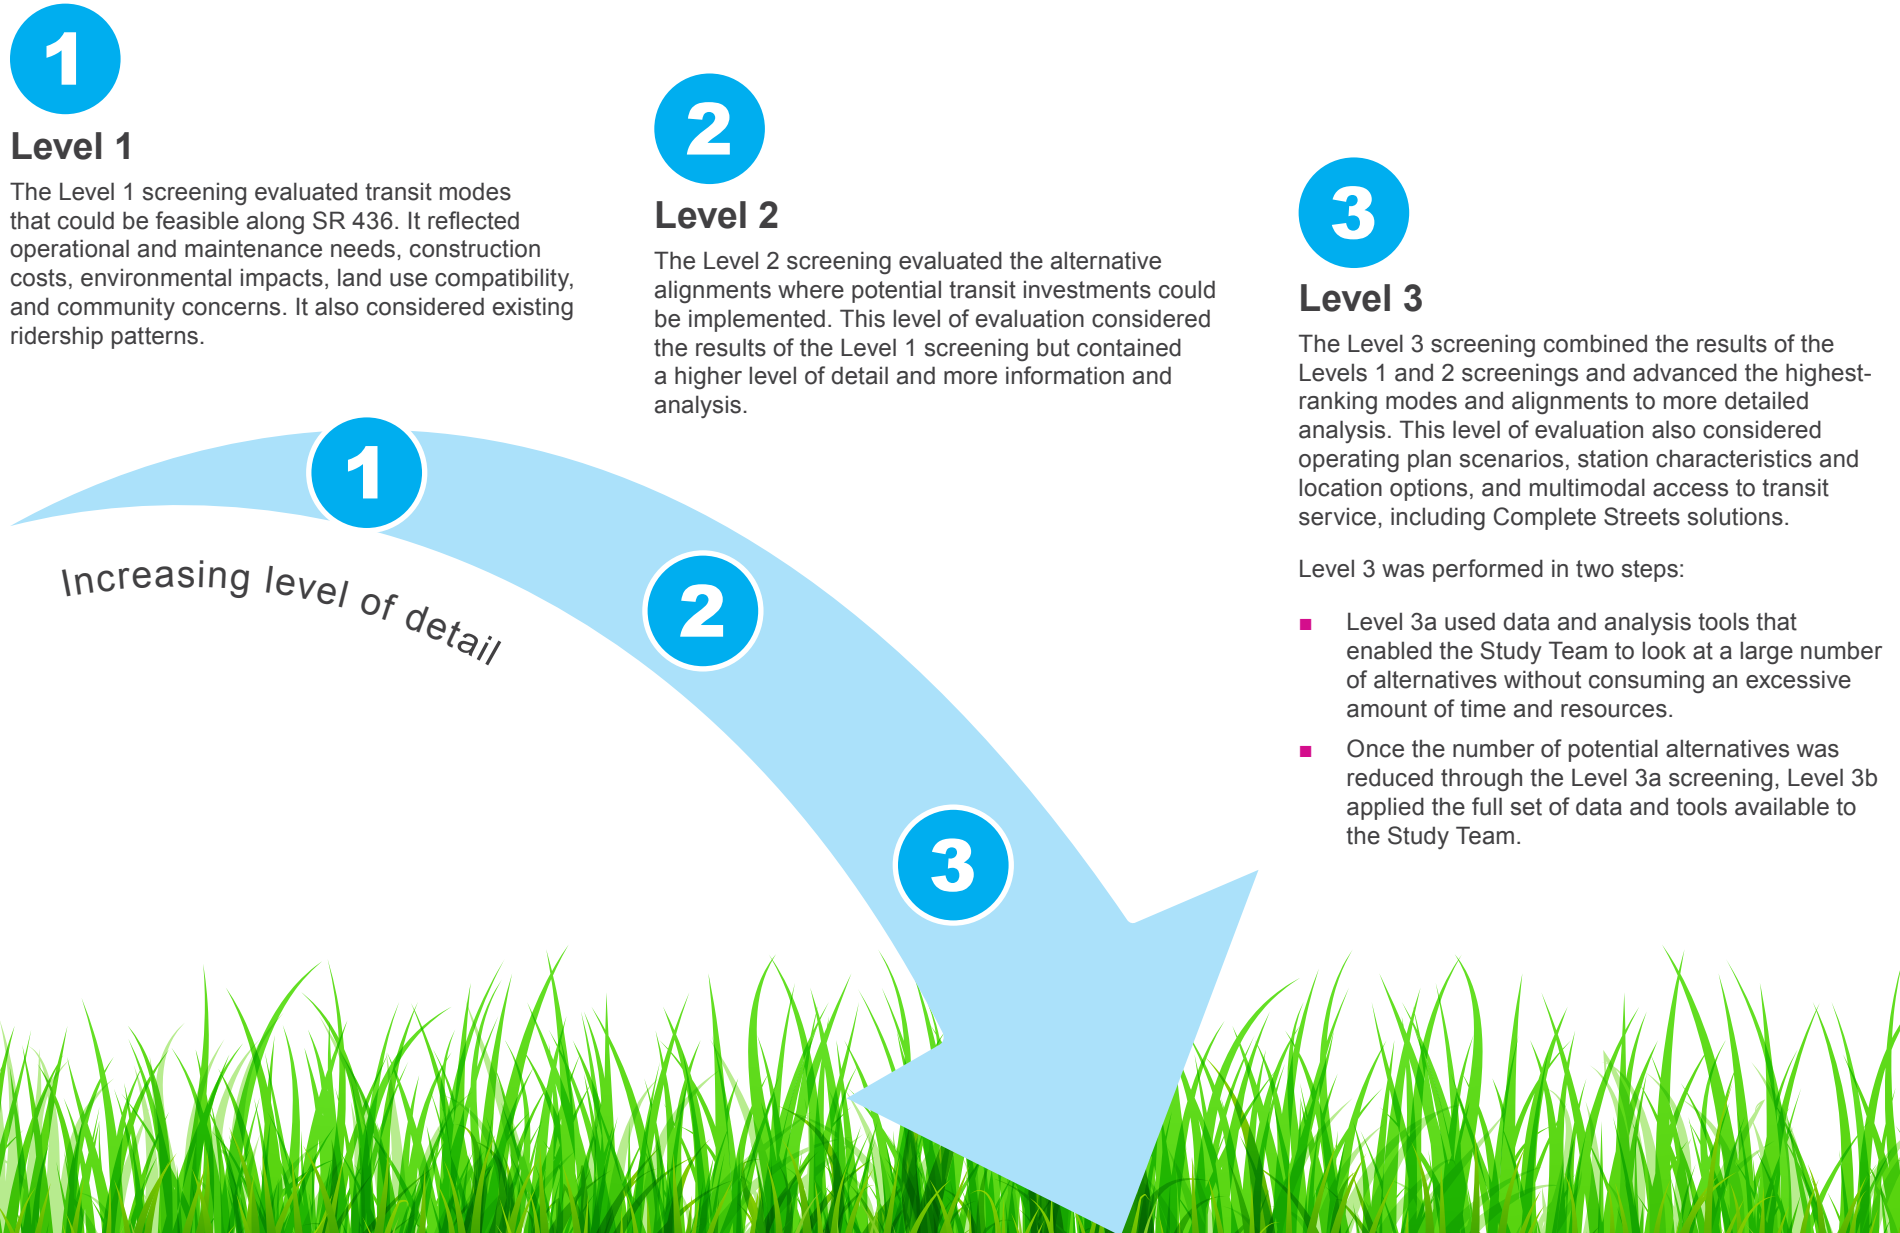 1
Level 1
The Level 1 screening evaluated transit modes
that could be feasible along SR 436. It reflected
operational and maintenance needs, construction
costs, environmental impacts, land use compatibility,
and community concerns. It also considered existing
ridership patterns.
2
Level 2
The Level 2 screening evaluated the alternative
alignments where potential transit investments could
be implemented. This level of evaluation considered
the results of the Level 1 screening but contained
a higher level of detail and more information and
analysis.
3
Level 3
The Level 3 screening combined the results of the
Levels 1 and 2 screenings and advanced the highest-
ranking modes and alignments to more detailed
analysis. This level of evaluation also considered
operating plan scenarios, station characteristics and
location options, and multimodal access to transit
service, including Complete Streets solutions.
Level 3 was performed in two steps:
■ Level 3a used data and analysis tools that
enabled the Study Team to look at a large number
of alternatives without consuming an excessive
amount of time and resources.
■ Once the number of potential alternatives was
reduced through the Level 3a screening, Level 3b
applied the full set of data and tools available to
the Study Team.
1
2
3
Increasing level of detail